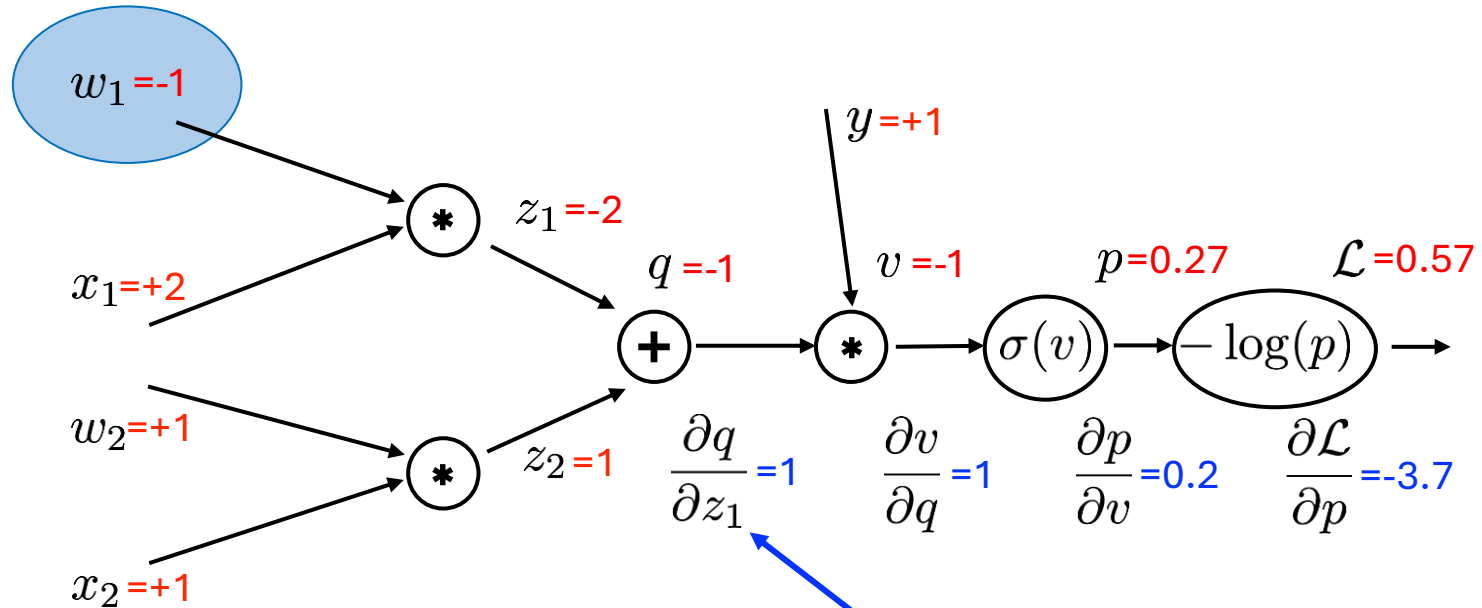 w₁ =-1
y =+1
*
z₁ =-2
x₁=+2
q =-1
v =-1
p=0.27
ℒ =0.57
+
*
σ(v)
− log(p)
w₂=+1
*
z₂ =1
∂q/∂z₁ =1
∂v/∂q =1
∂p/∂v =0.2
∂ℒ/∂p =-3.7
x₂ =+1